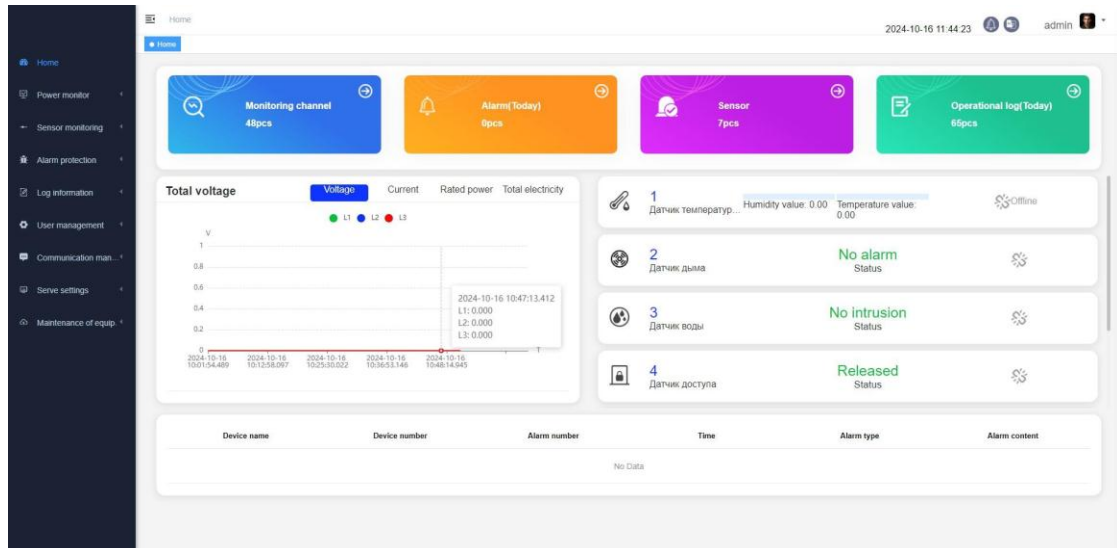 Home
2024-10-16 11:44:23
admin
Home
Home
Power monitor
Sensor monitoring
Alarm protection
Log information
User management
Communication man...
Serve settings
Maintenance of equip.
Monitoring channel
48pcs
Alarm(Today)
0pcs
Sensor
7pcs
Operational log(Today)
65pcs
Total voltage
Voltage Current Rated power Total electricity
L1 L2 L3
V
1
0.8
0.6
0.4
0.2
0
2024-10-16 10:47:13.412
L1: 0.000
L2: 0.000
L3: 0.000
T
2024-10-16 2024-10-16 2024-10-16 2024-10-16 2024-10-16
10:01:54.489 10:12:58.097 10:25:30.022 10:36:53.146 10:48:14.945
1
Датчик температур...
Humidity value: 0.00 Temperature value:
0.00
Offline
2
Датчик дыма
No alarm
Status
3
Датчик воды
No intrusion
Status
4
Датчик доступа
Released
Status
Device name Device number Alarm number Time Alarm type Alarm content
No Data